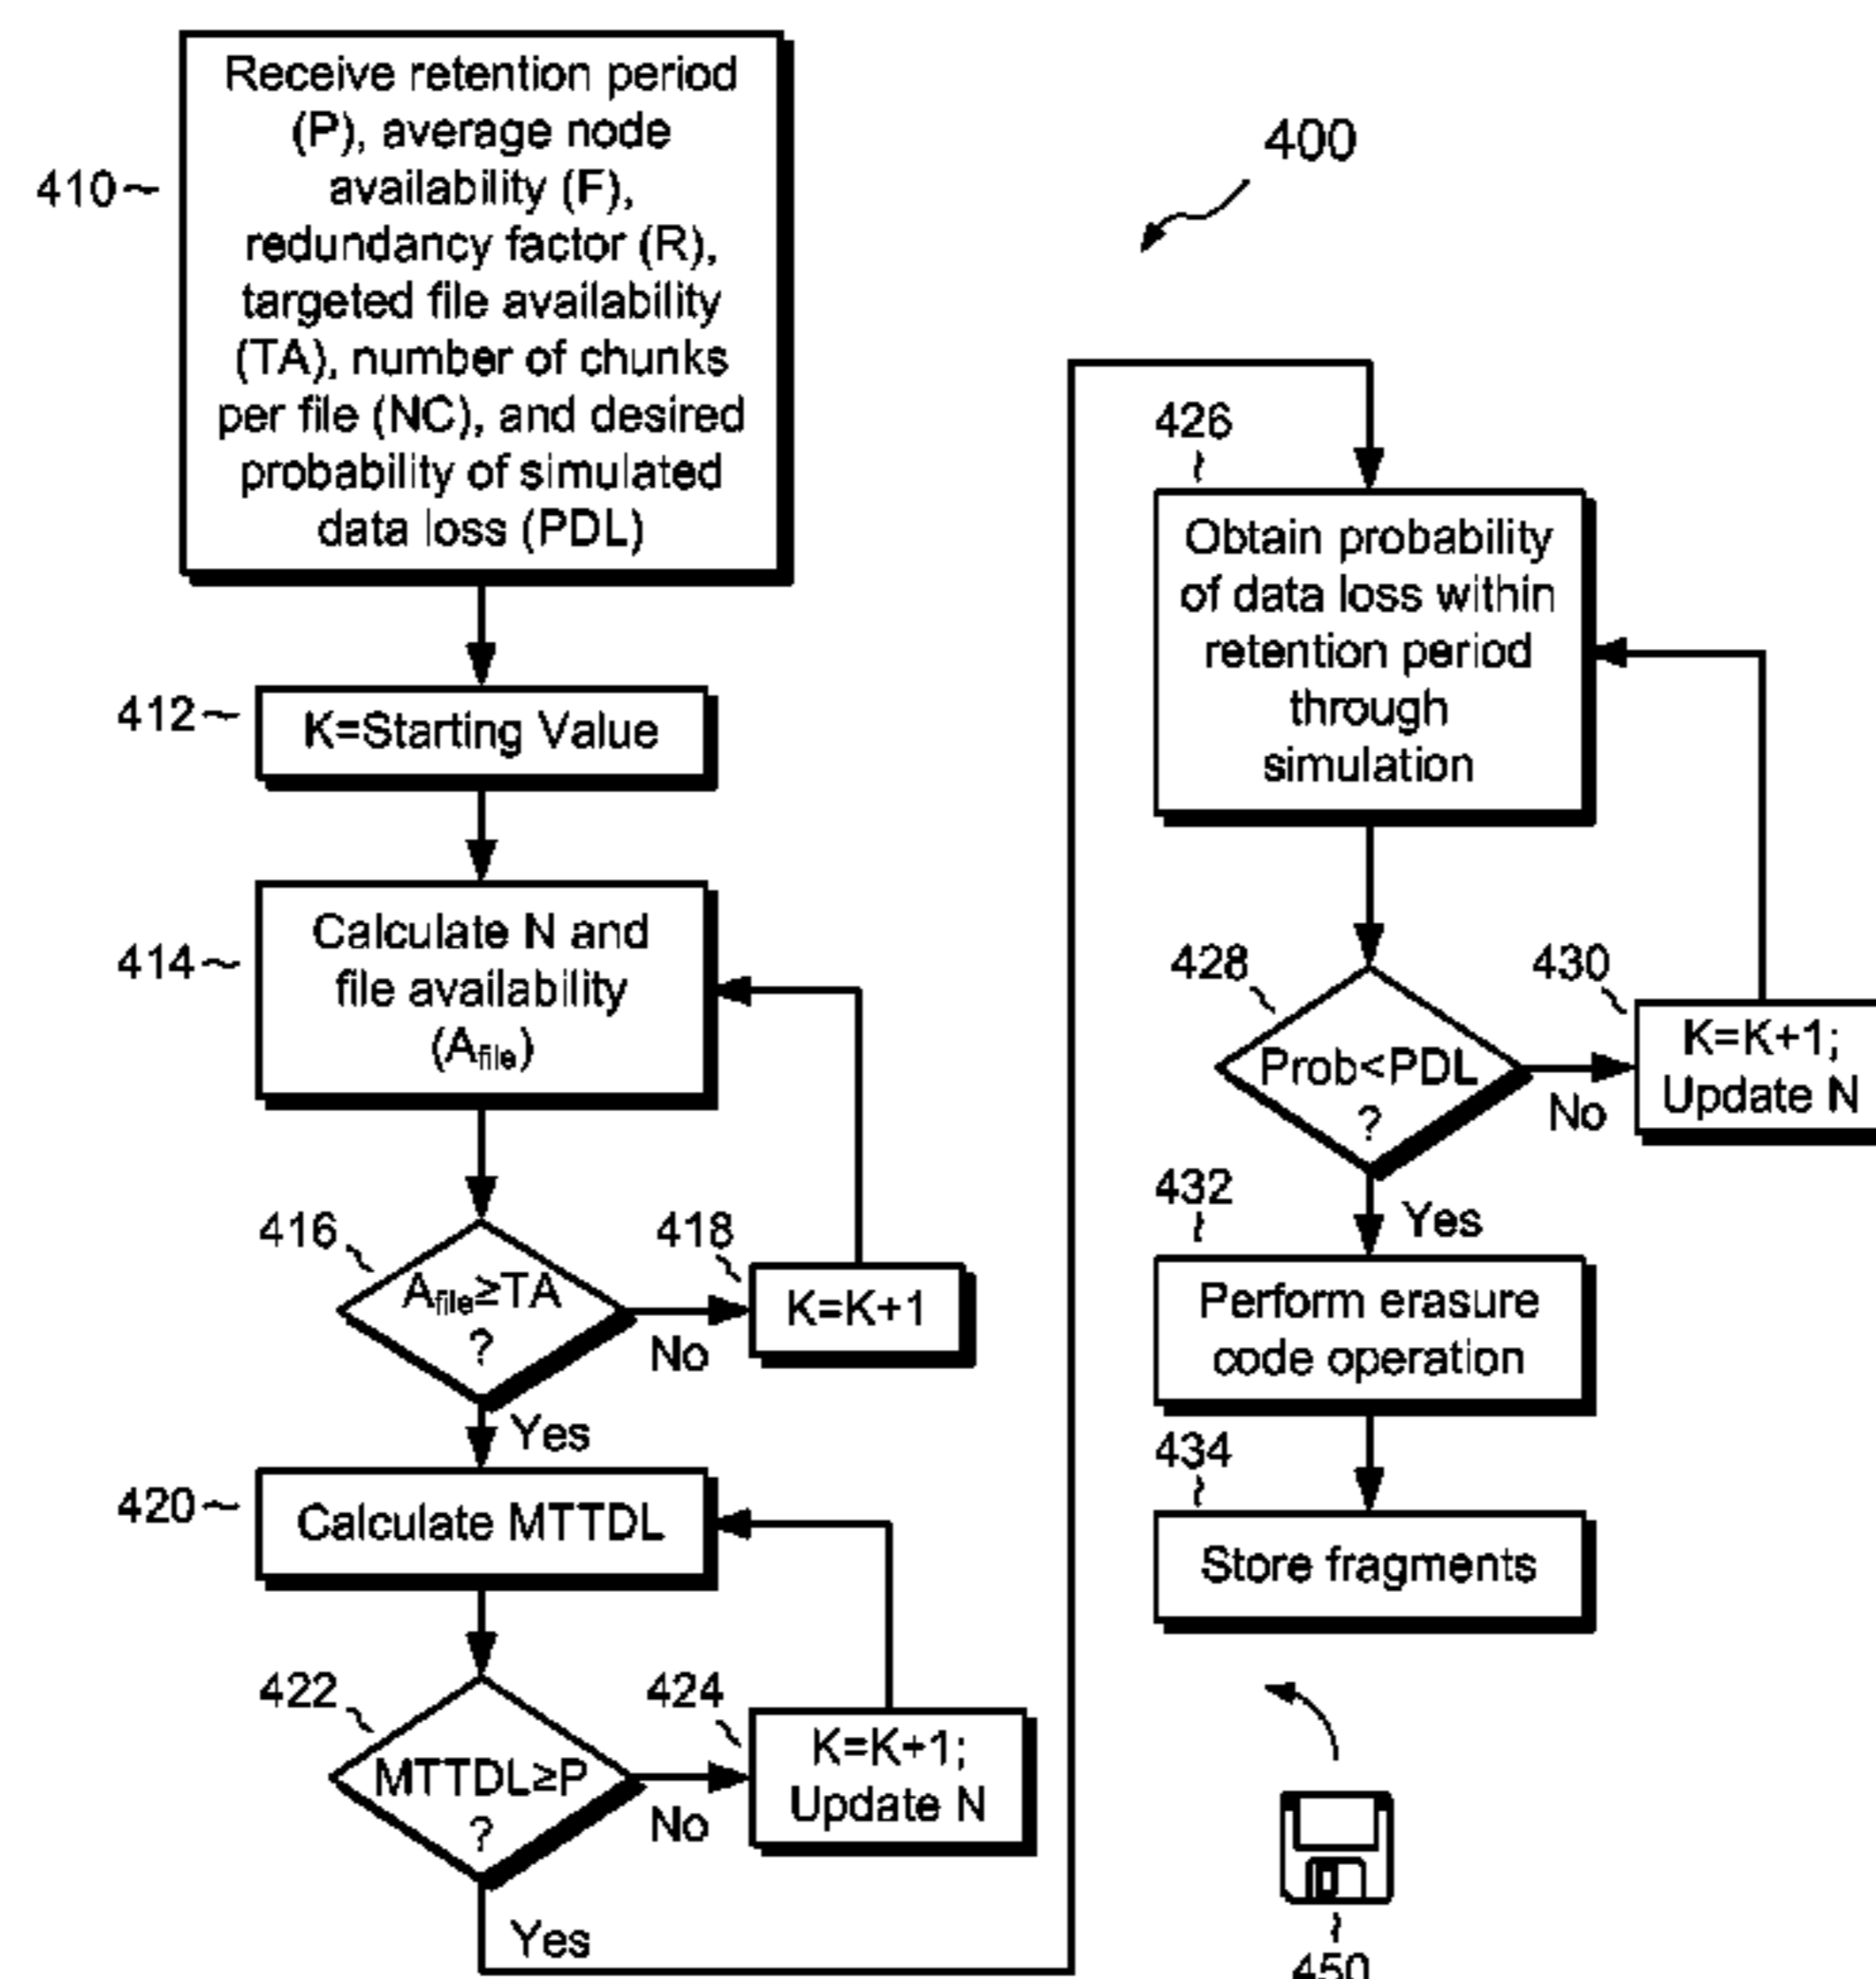 400
410
Receive retention period
(P), average node
availability (F),
redundancy factor (R),
targeted file availability
(TA), number of chunks
per file (NC), and desired
probability of simulated
data loss (PDL)
412
K=Starting Value
414
Calculate N and
file availability
(Afile)
416
Afile≥TA
?
No
418
K=K+1
Yes
420
Calculate MTTDL
422
MTTDL≥P
?
No
424
K=K+1;
Update N
Yes
426
Obtain probability
of data loss within
retention period
through
simulation
428
Prob<PDL
?
No
430
K=K+1;
Update N
Yes
432
Perform erasure
code operation
434
Store fragments
450